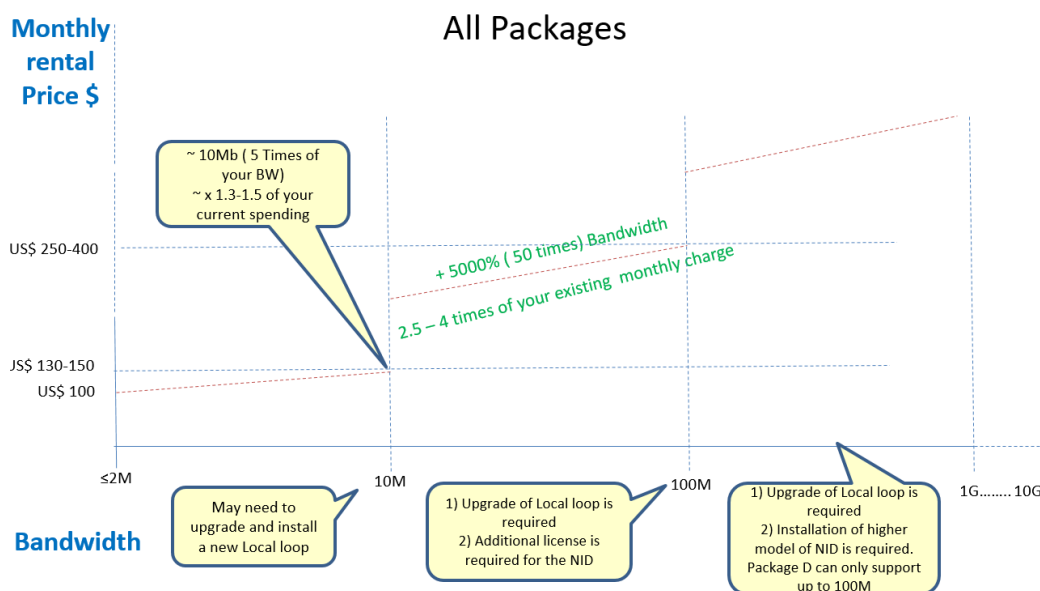 All Packages
Monthly
rental
Price $
~ 10Mb ( 5 Times of
your BW)
~ x 1.3-1.5 of your
current spending
US$ 250-400
+ 5000% ( 50 times) Bandwidth
2.5 – 4 times of your existing monthly charge
JS$ 130-150
US$ 100
≤2M
10M
100M
1G........ 10G
May need to
upgrade and install
a new Local loop
1) Upgrade of Local loop is
required
2) Additional license is
required for the NID
1) Upgrade of Local loop is
required
2) Installation of higher
model of NID is required.
Package D can only support
up to 100M
Bandwidth